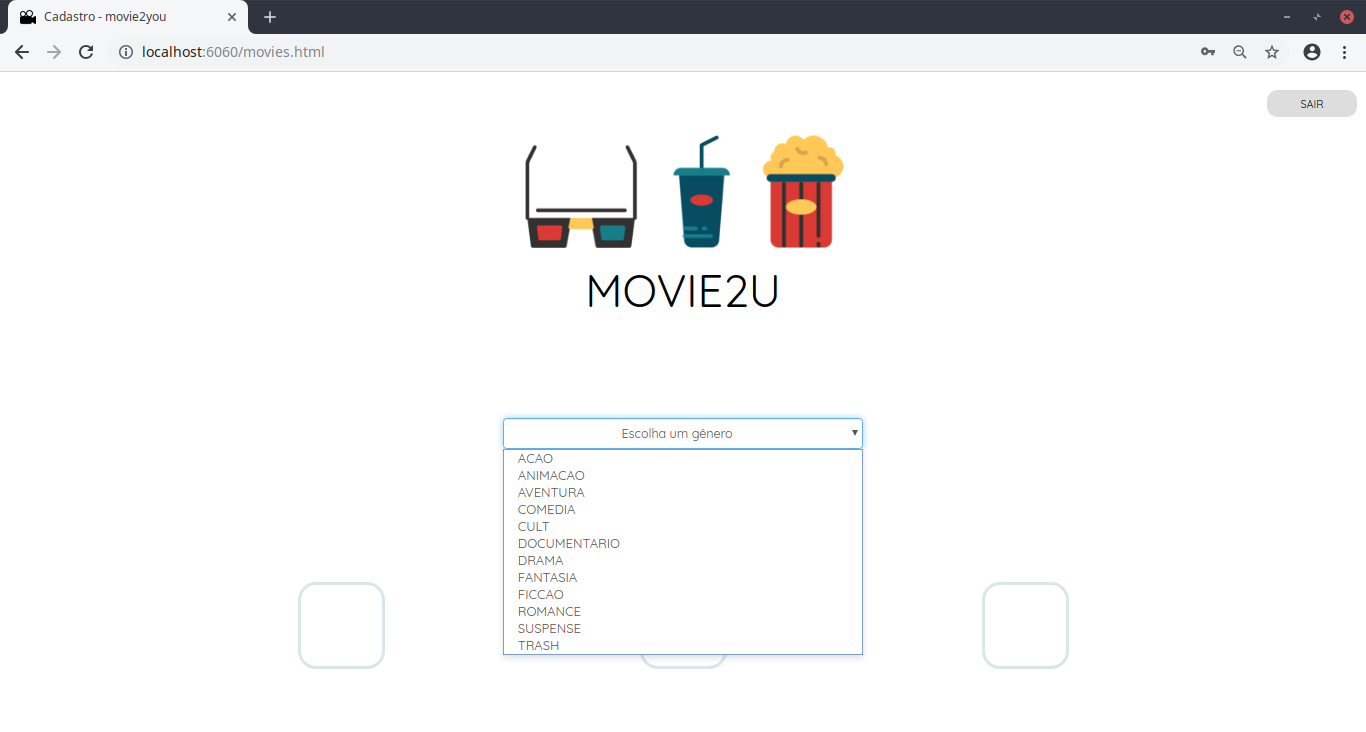 Cadastro - movie2you
localhost:6060/movies.html
SAIR
MOVIE2U
Escolha um gênero
ACAO
ANIMACAO
AVENTURA
COMEDIA
CULT
DOCUMENTARIO
DRAMA
FANTASIA
FICCAO
ROMANCE
SUSPENSE
TRASH